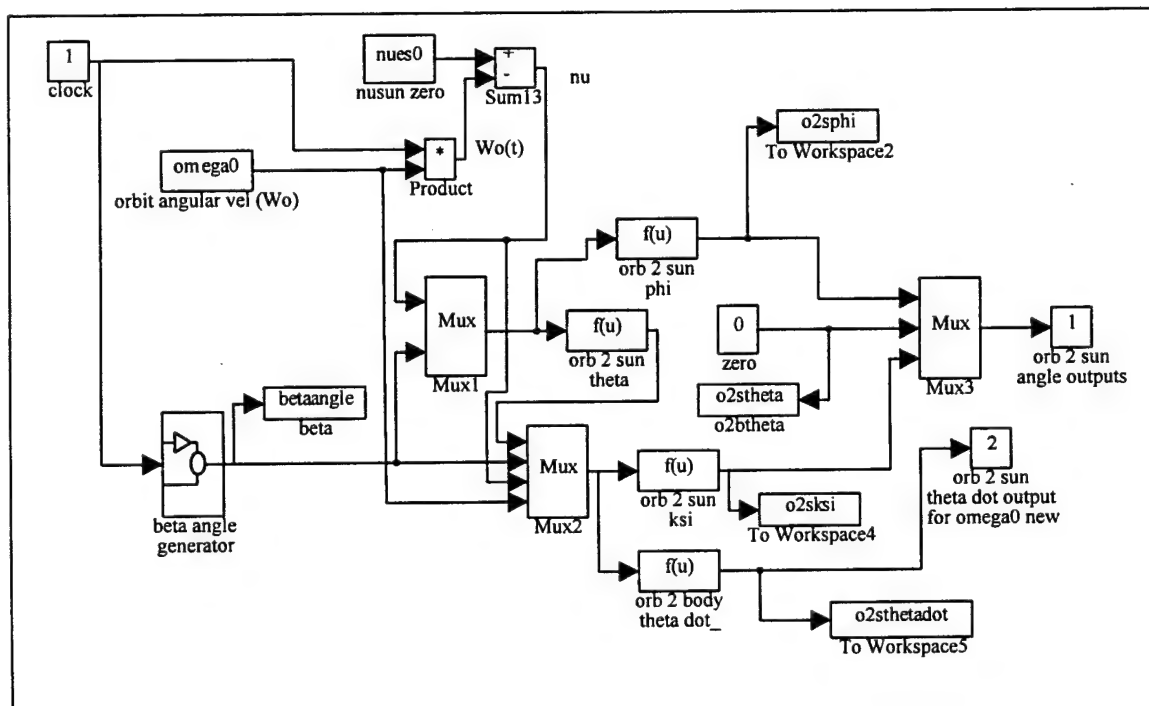 1
clock
nues0
nusun zero
+
-
Sum13
nu
omega0
orbit angular vel (Wo)
*
Product
Wo(t)
o2sphi
To Workspace2
f(u)
orb 2 sun
phi
Mux
Mux1
f(u)
orb 2 sun
theta
0
zero
Mux
Mux3
1
orb 2 sun
angle outputs
betaangle
beta
o2stheta
o2btheta
beta angle
generator
Mux
Mux2
f(u)
orb 2 sun
ksi
o2sksi
To Workspace4
2
orb 2 sun
theta dot output
for omega0 new
f(u)
orb 2 body
theta dot_
o2sthetadot
To Workspace5